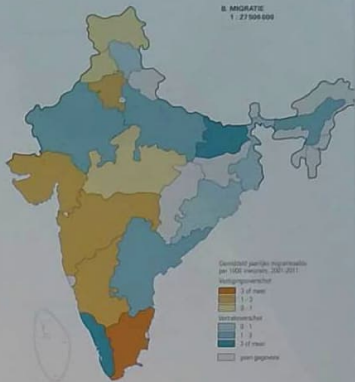 B. MIGRATIE
1 : 27 500 000
Gemiddeld jaarlijks migratiesaldo
per 1000 inwoners, 2001-2011
Vestigingsoverschot
3 of meer
1 - 3
0 - 1
Vertrekoverschot
0 - 1
1 - 3
3 of meer
geen gegevens